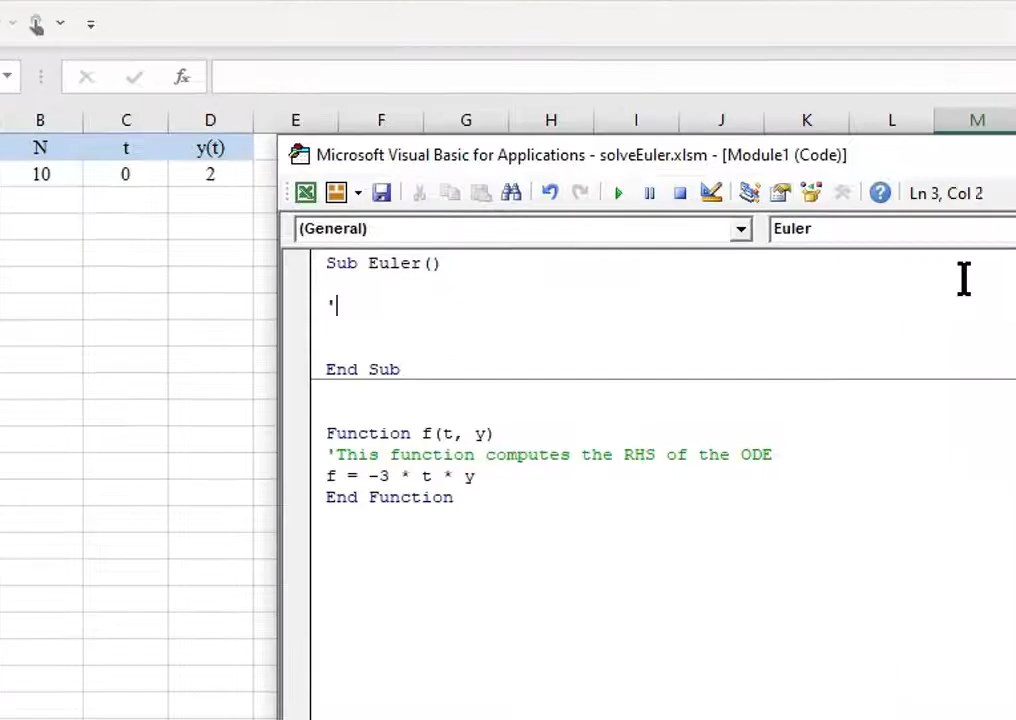 fx
B C D E F G H I J K L M
N t y(t)
10 0 2
Microsoft Visual Basic for Applications - solveEuler.xlsm - [Module1 (Code)]
Ln 3, Col 2
(General) Euler
Sub Euler()
'
End Sub
Function f(t, y)
'This function computes the RHS of the ODE
f = -3 * t * y
End Function